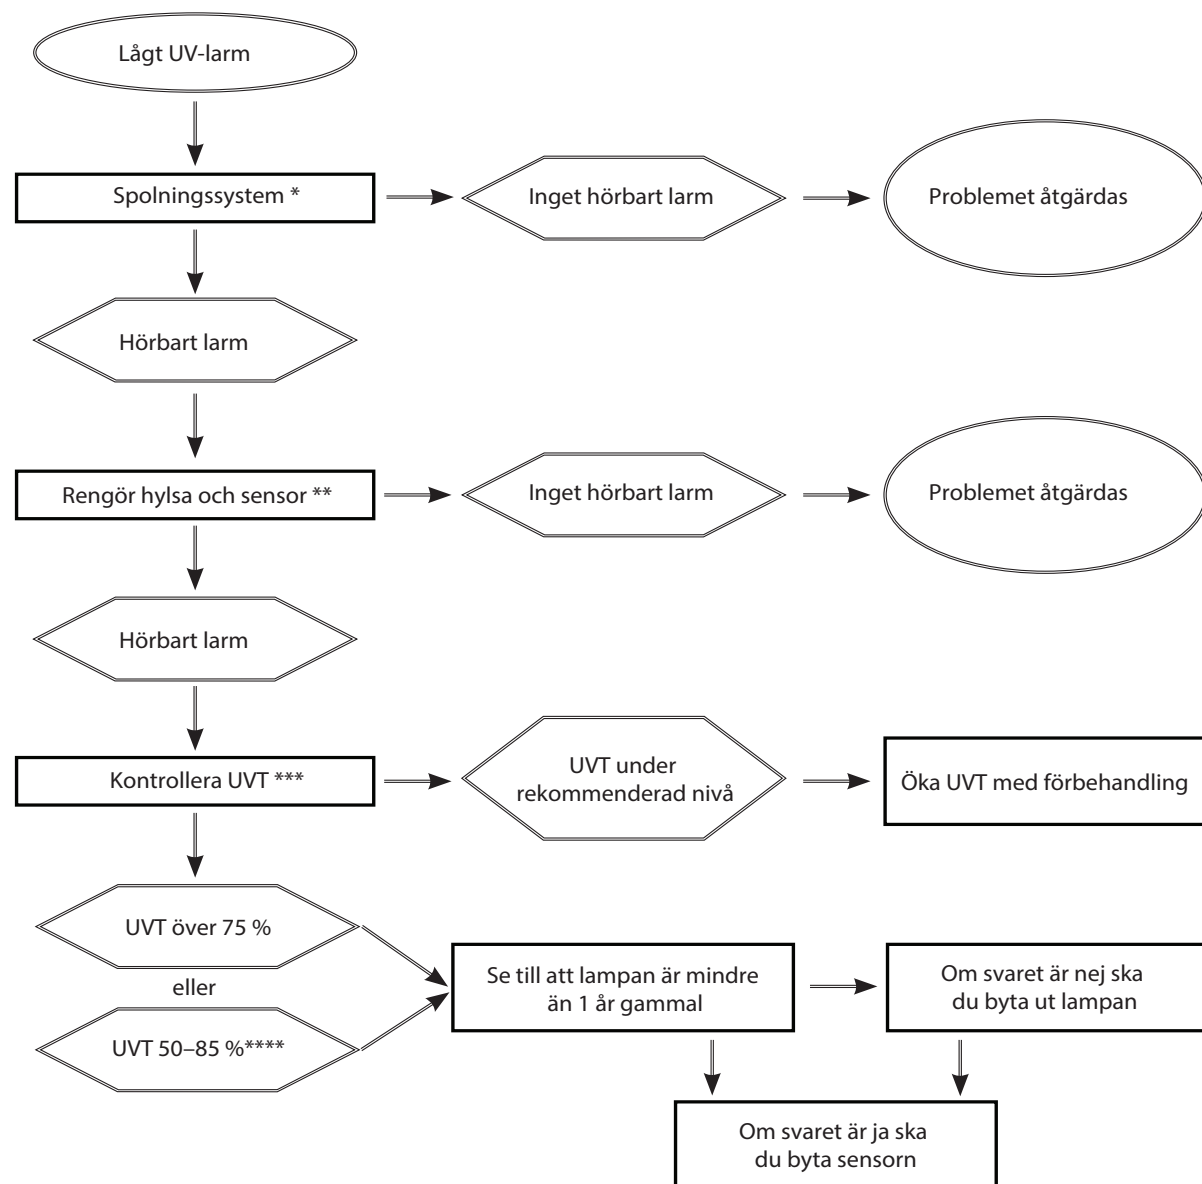 Lågt UV-larm
Spolningssystem *
Inget hörbart larm
Problemet åtgärdas
Hörbart larm
Rengör hylsa och sensor **
Inget hörbart larm
Problemet åtgärdas
Hörbart larm
Kontrollera UVT ***
UVT under
rekommenderad nivå
Öka UVT med förbehandling
UVT över 75 %
eller
UVT 50–85 %****
Se till att lampan är mindre
än 1 år gammal
Om svaret är nej ska
du byta ut lampan
Om svaret är ja ska
du byta sensorn